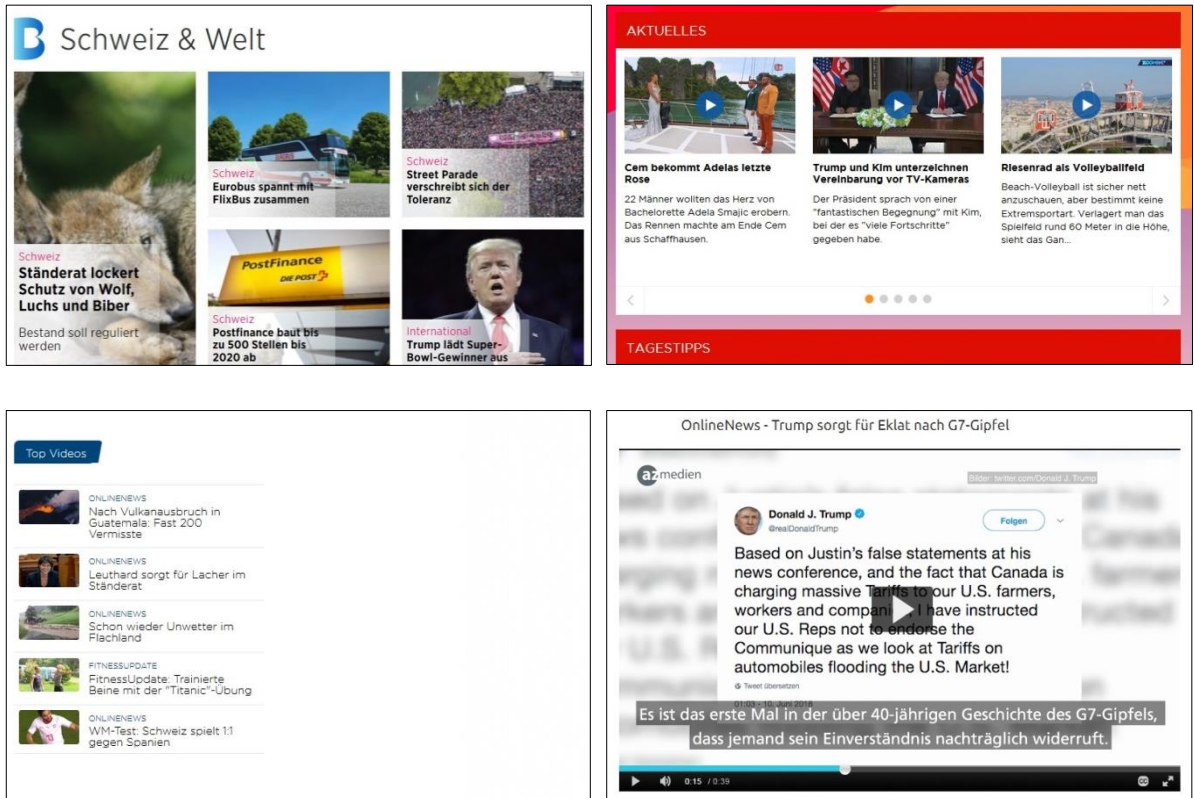 B Schweiz & Welt
Schweiz
Ständerat lockert
Schutz von Wolf,
Luchs und Biber
Bestand soll reguliert
werden
Schweiz
Eurobus spannt mit
FlixBus zusammen
Schweiz
Street Parade
verschreibt sich der
Toleranz
PostFinance
DIE POST
Schweiz
Postfinance baut bis
zu 500 Stellen bis
2020 ab
International
Trump lädt Super-
Bowl-Gewinner aus
AKTUELLES
Cem bekommt Adelas letzte
Rose
22 Männer wollten das Herz von
Bachelorette Adela Smajic erobern.
Das Rennen machte am Ende Cem
aus Schaffhausen.
Trump und Kim unterzeichnen
Vereinbarung vor TV-Kameras
Der Präsident sprach von einer
"fantastischen Begegnung" mit Kim,
bei der es "viele Fortschritte"
gegeben habe.
Riesenrad als Volleyballfeld
Beach-Volleyball ist sicher nett
anzuschauen, aber bestimmt keine
Extremsportart. Verlagert man das
Spielfeld rund 60 Meter in die Höhe,
sieht das Gan...
TAGESTIPPS
Top Videos
ONLINENEWS
Nach Vulkanausbruch in
Guatemala: Fast 200
Vermisste
ONLINENEWS
Leuthard sorgt für Lacher im
Ständerat
ONLINENEWS
Schon wieder Unwetter im
Flachland
FITNESSUPDATE
FitnessUpdate: Trainierte
Beine mit der "Titanic"-Übung
ONLINENEWS
WM-Test: Schweiz spielt 1:1
gegen Spanien
OnlineNews - Trump sorgt für Eklat nach G7-Gipfel
az medien
Bilder: twitter.com/Donald J. Trump
Donald J. Trump
@realDonaldTrump
Folgen
Based on Justin's false statements at his
news conference, and the fact that Canada is
charging massive Tariffs to our U.S. farmers,
workers and companies, I have instructed
our U.S. Reps not to endorse the
Communique as we look at Tariffs on
automobiles flooding the U.S. Market!
Tweet übersetzen
01:03 - 10. Juni 2018
Es ist das erste Mal in der über 40-jährigen Geschichte des G7-Gipfels,
dass jemand sein Einverständnis nachträglich widerruft.
0:15 / 0:39